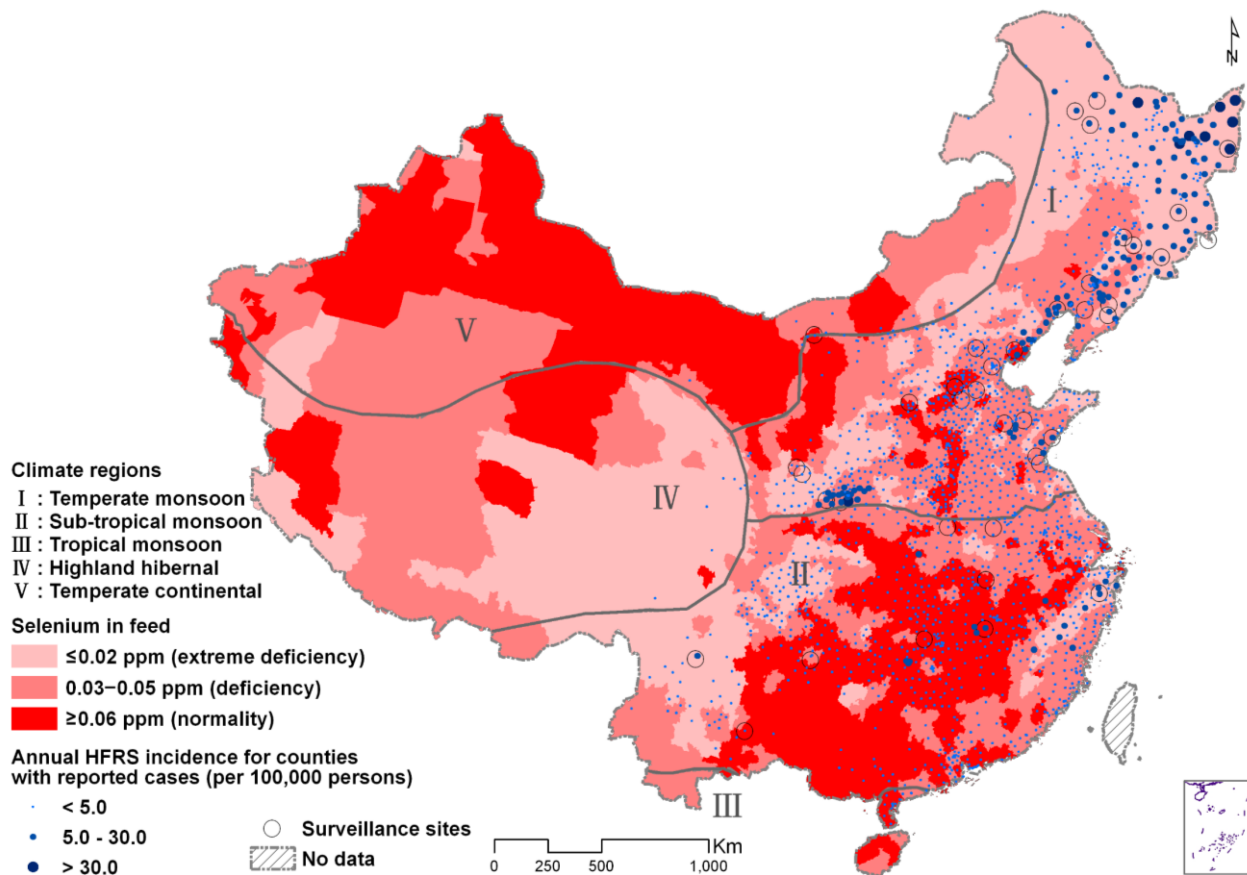 N
I
V
IV
II
III
Climate regions
I : Temperate monsoon
II : Sub-tropical monsoon
III : Tropical monsoon
IV : Highland hibernal
V : Temperate continental
Selenium in feed
≤0.02 ppm (extreme deficiency)
0.03−0.05 ppm (deficiency)
≥0.06 ppm (normality)
Annual HFRS incidence for counties
with reported cases (per 100,000 persons)
< 5.0
5.0 - 30.0
> 30.0
Surveillance sites
No data
Km
0 250 500 1,000